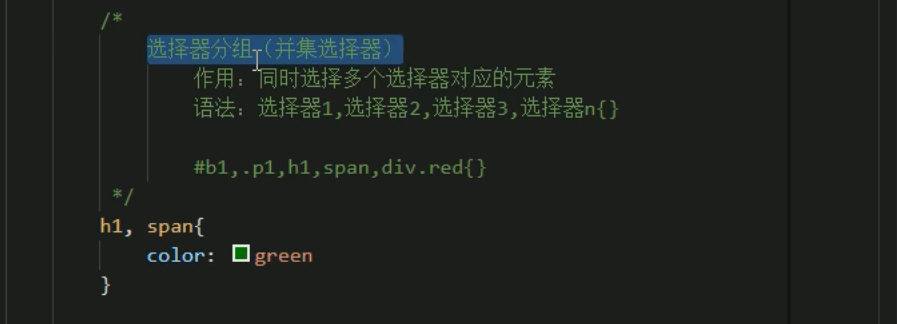 /*
选择器分组（并集选择器）
作用：同时选择多个选择器对应的元素
语法：选择器1,选择器2,选择器3,选择器n{}
#b1,.p1,h1,span,div.red{}
*/
h1, span{
color: green
}